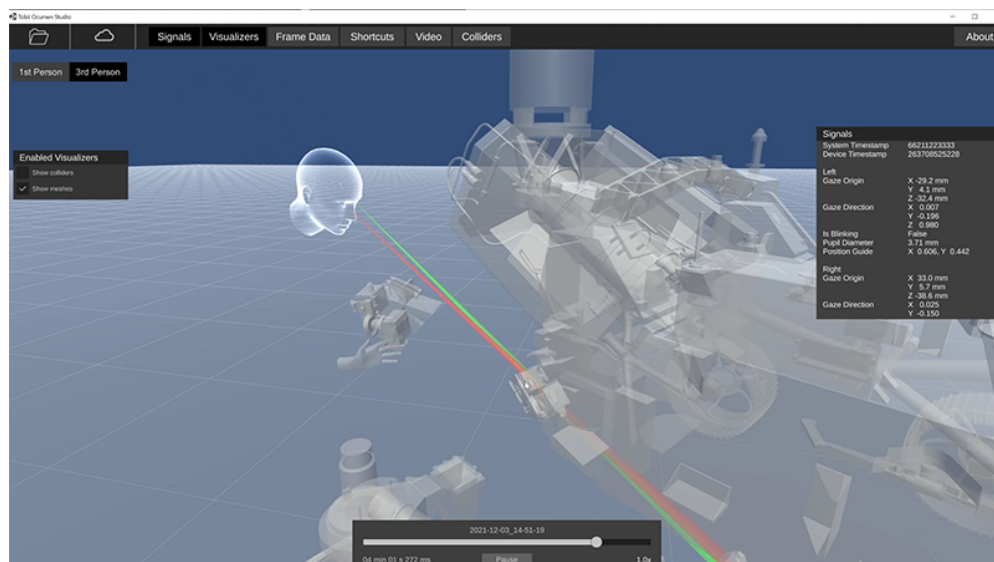 Tobii Ocumen Studio
Signals Visualizers Frame Data Shortcuts Video Colliders About
1st Person 3rd Person
Enabled Visualizers
Show colliders
Show meshes
Signals
System Timestamp 66211223333
Device Timestamp 263708525228
Left
Gaze Origin X -29.2 mm
Y 4.1 mm
Z -32.4 mm
Gaze Direction X 0.007
Y -0.196
Z 0.980
Is Blinking False
Pupil Diameter 3.71 mm
Position Guide X 0.606, Y 0.442
Right
Gaze Origin X 33.0 mm
Y 5.7 mm
Z -38.6 mm
Gaze Direction X 0.025
Y -0.150
2021-12-03_14-51-19
04 min 01 s 272 ms Pause 1.0x